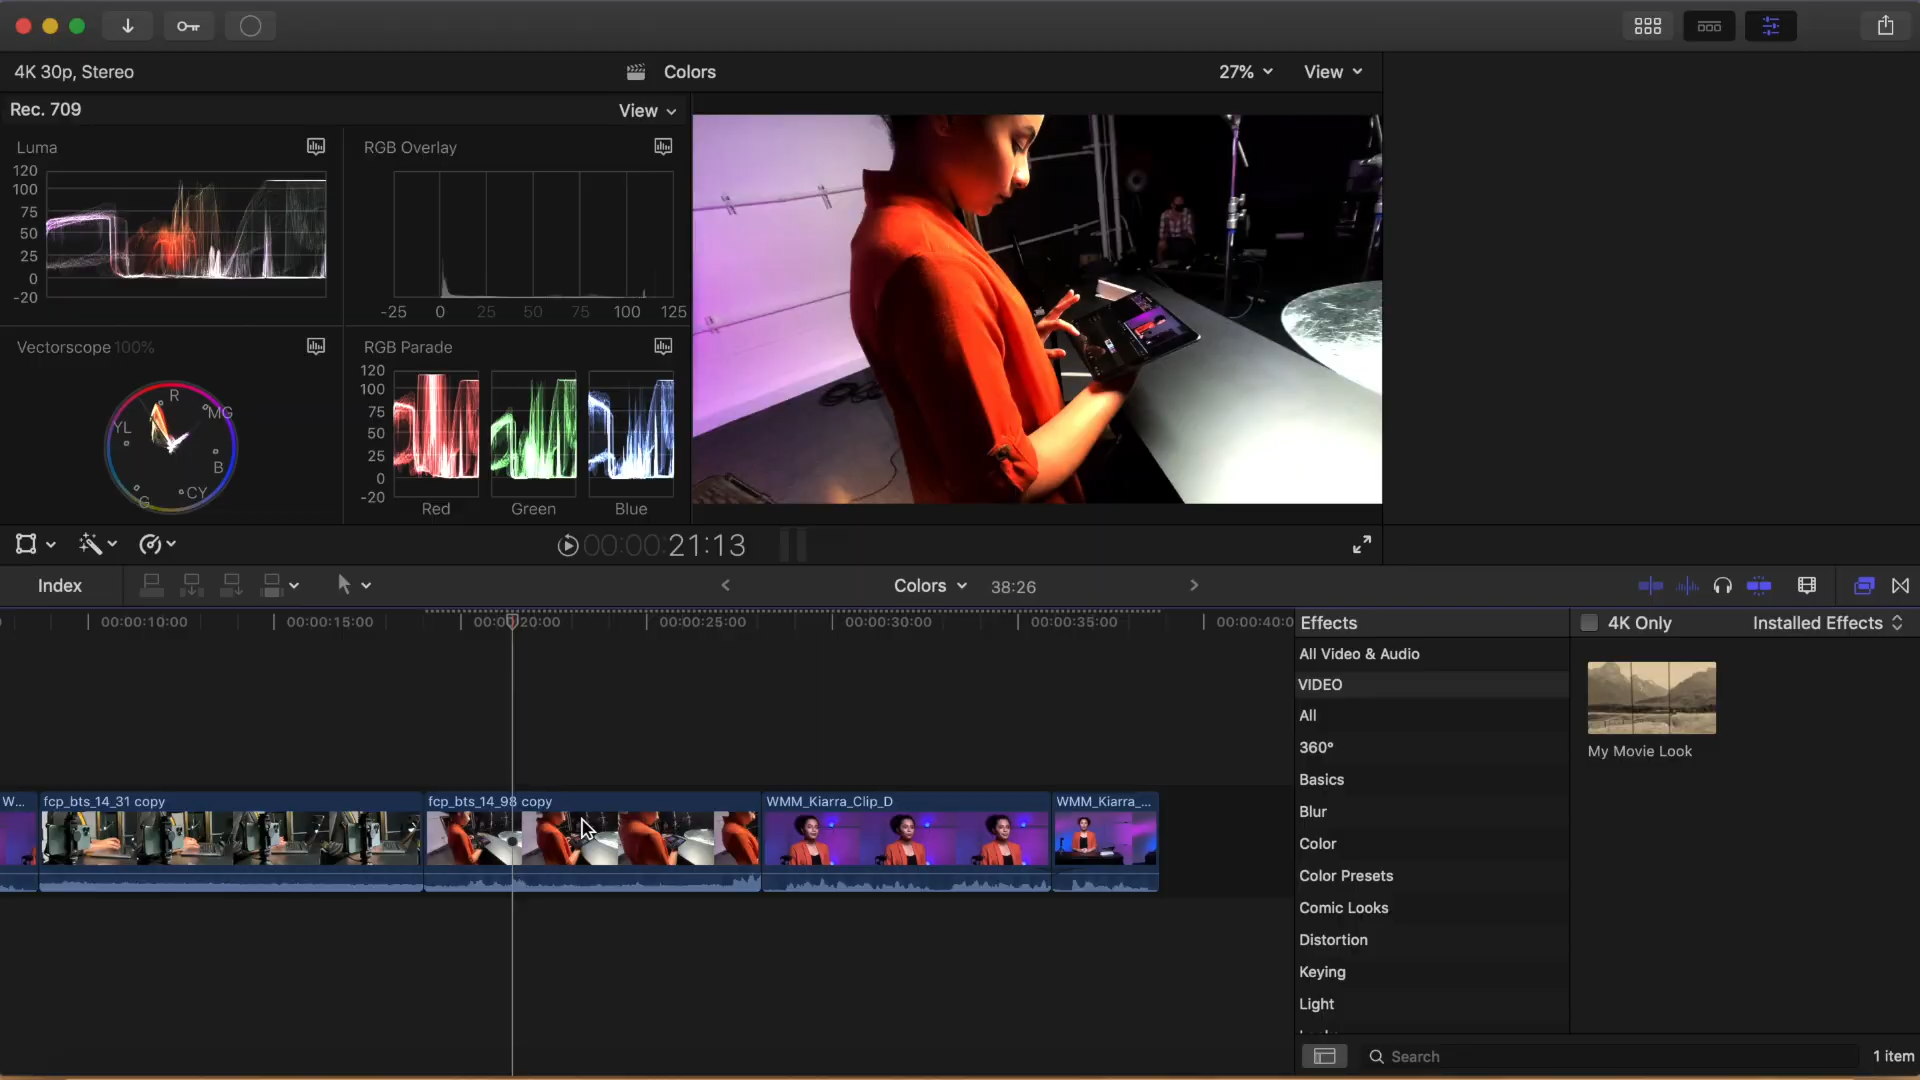 4K 30p, Stereo
Colors
27%
View
Rec. 709
View
Luma
120
100
75
50
25
0
-20
RGB Overlay
-25 0 25 50 75 100 125
Vectorscope 100%
R
MG
B
CY
G
YL
RGB Parade
120
100
75
50
25
0
-20
Red
Green
Blue
00:00:21:13
Index
Colors
38:26
00:00:10:00
00:00:15:00
00:00:20:00
00:00:25:00
00:00:30:00
00:00:35:00
00:00:40:0
W...
fcp_bts_14_31 copy
fcp_bts_14_98 copy
WMM_Kiarra_Clip_D
WMM_Kiarra_...
Effects
4K Only
Installed Effects
All Video & Audio
VIDEO
All
360°
Basics
Blur
Color
Color Presets
Comic Looks
Distortion
Keying
Light
My Movie Look
Search
1 item